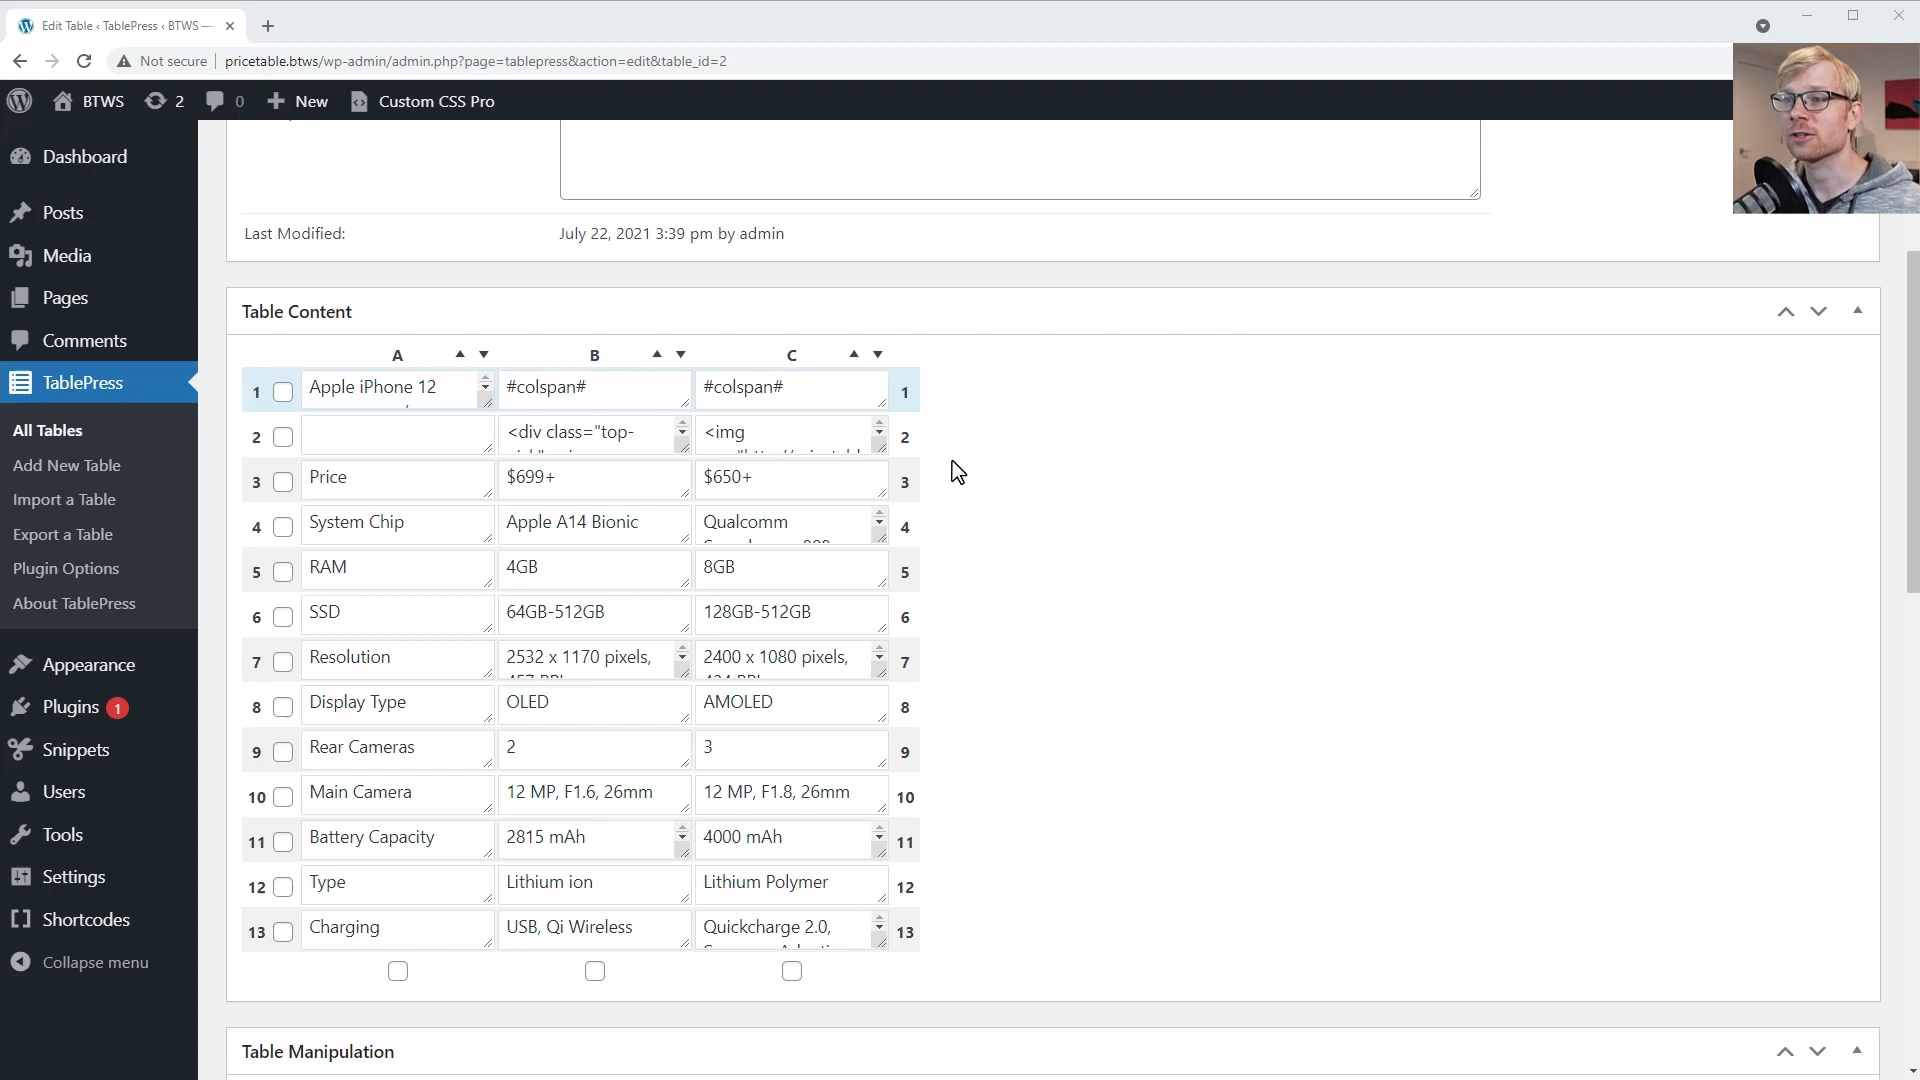 Edit Table ‹ TablePress ‹ BTWS —
Not secure
pricetable.btws/wp-admin/admin.php?page=tablepress&action=edit&table_id=2
BTWS
2
0
New
Custom CSS Pro
Dashboard
Posts
Media
Pages
Comments
TablePress
All Tables
Add New Table
Import a Table
Export a Table
Plugin Options
About TablePress
Appearance
Plugins 1
Snippets
Users
Tools
Settings
Shortcodes
Collapse menu
Last Modified: July 22, 2021 3:39 pm by admin
Table Content
A B C
1 Apple iPhone 12 #colspan# #colspan# 1
2 <div class="top- <img 2
3 Price $699+ $650+ 3
4 System Chip Apple A14 Bionic Qualcomm 4
5 RAM 4GB 8GB 5
6 SSD 64GB-512GB 128GB-512GB 6
7 Resolution 2532 x 1170 pixels, 2400 x 1080 pixels, 7
8 Display Type OLED AMOLED 8
9 Rear Cameras 2 3 9
10 Main Camera 12 MP, F1.6, 26mm 12 MP, F1.8, 26mm 10
11 Battery Capacity 2815 mAh 4000 mAh 11
12 Type Lithium ion Lithium Polymer 12
13 Charging USB, Qi Wireless Quickcharge 2.0, 13
Table Manipulation